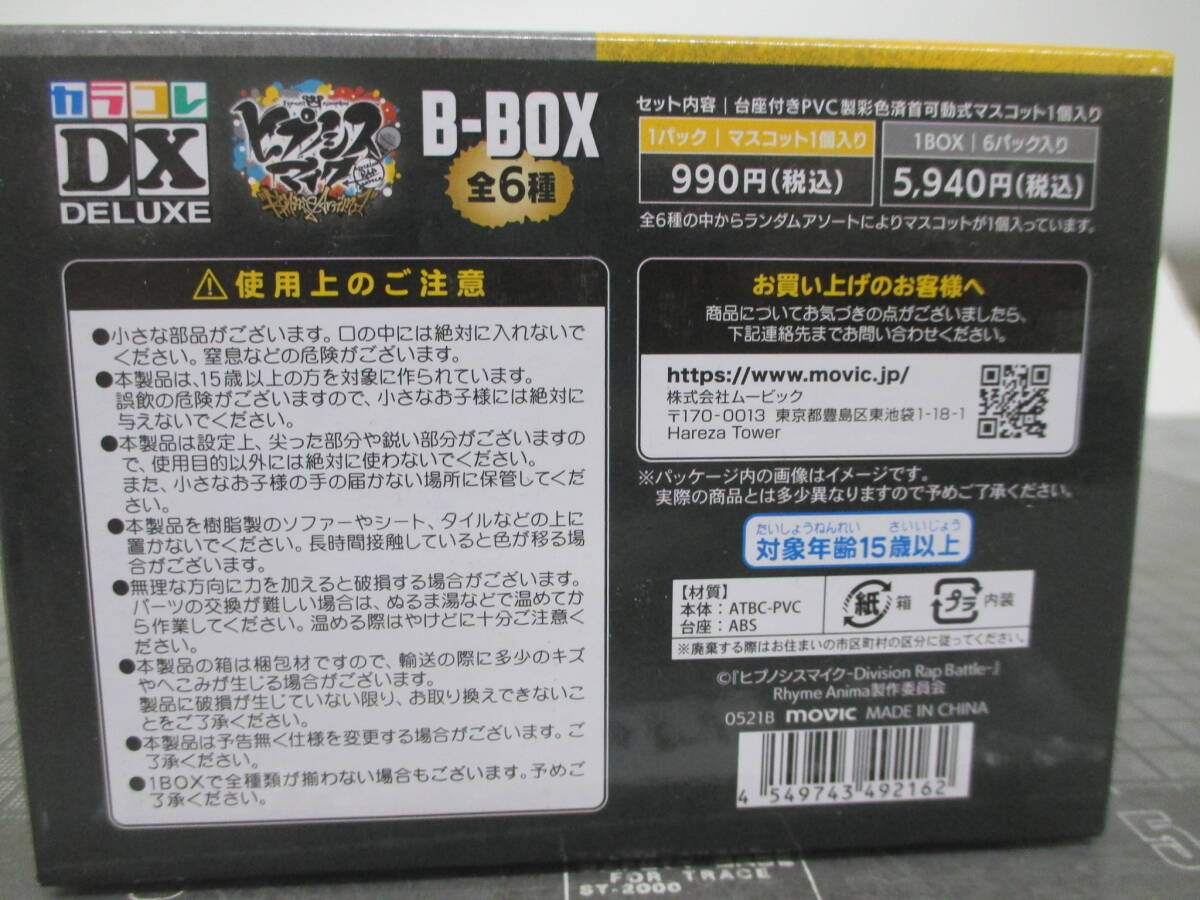 カラコレ
DX
DELUXE
ヒプノシス
マイク
B-BOX
全6種
セット内容｜台座付きPVC製彩色済首可動式マスコット1個入り
1パック｜マスコット1個入り
990円(税込)
1BOX｜6パック入り
5,940円(税込)
全6種の中からランダムアソートによりマスコットが1個入っています。
⚠使用上のご注意
●小さな部品がございます。口の中には絶対に入れないで
ください。窒息などの危険がございます。
●本製品は、15歳以上の方を対象に作られています。
誤飲の危険がございますので、小さなお子様には絶対に
与えないでください。
●本製品は設定上、尖った部分や鋭い部分がございますの
で、使用目的以外には絶対に使わないでください。
また、小さなお子様の手の届かない場所に保管してくだ
さい。
●本製品を樹脂製のソファーやシート、タイルなどの上に
置かないでください。長時間接触していると色が移る場
合がございます。
●無理な方向に力を加えると破損する場合がございます。
パーツの交換が難しい場合は、ぬるま湯などで温めてか
ら作業してください。温める際はやけどに十分ご注意く
ださい。
●本製品の箱は梱包材ですので、輸送の際に多少のキズ
やへこみが生じる場合がございます。
製品に破損が生じていない限り、お取り換えできないこ
とをご了承ください。
●本製品は予告無く仕様を変更する場合がございます。ご
了承ください。
●1BOXで全種類が揃わない場合もございます。予めご
了承ください。
お買い上げのお客様へ
商品についてお気づきの点がございましたら、
下記連絡先までお問い合わせください。
https://www.movic.jp/
株式会社ムービック
〒170-0013 東京都豊島区東池袋1-18-1
Hareza Tower
※パッケージ内の画像はイメージです。
実際の商品とは多少異なりますので予めご了承ください。
たいしょうねんれい さいいじょう
対象年齢15歳以上
【材質】
本体：ATBC-PVC
台座：ABS
紙 箱
プラ 内装
※廃棄する際はお住まいの市区町村の区分に従ってください。
©『ヒプノシスマイク-Division Rap Battle-』
Rhyme Anima製作委員会
0521B movic MADE IN CHINA
4 549743 492162
FOR TRACE
ST-2000